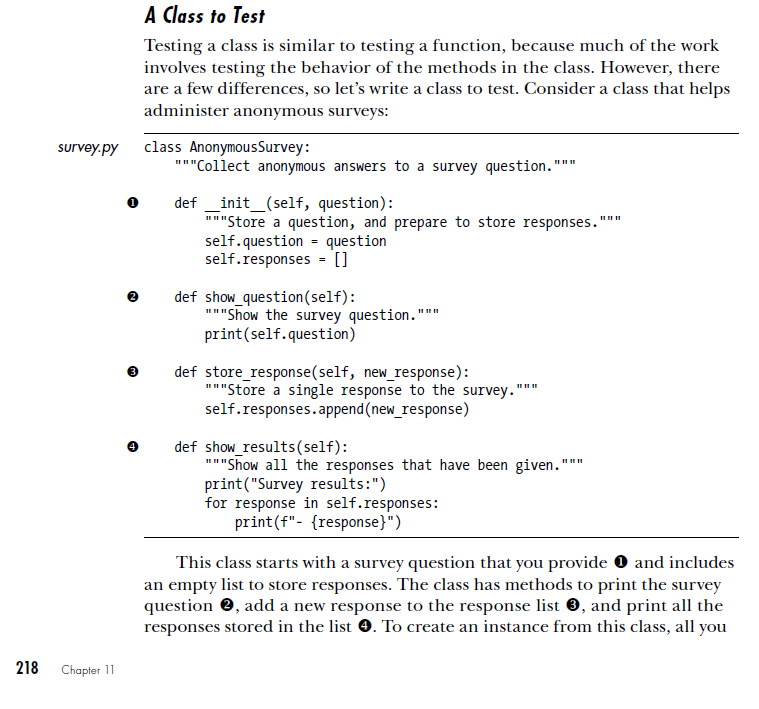 A Class to Test
Testing a class is similar to testing a function, because much of the work
involves testing the behavior of the methods in the class. However, there
are a few differences, so let’s write a class to test. Consider a class that helps
administer anonymous surveys:
survey.py class AnonymousSurvey:
"""Collect anonymous answers to a survey question."""
❶ def __init__(self, question):
"""Store a question, and prepare to store responses."""
self.question = question
self.responses = []
❷ def show_question(self):
"""Show the survey question."""
print(self.question)
❸ def store_response(self, new_response):
"""Store a single response to the survey."""
self.responses.append(new_response)
❹ def show_results(self):
"""Show all the responses that have been given."""
print("Survey results:")
for response in self.responses:
print(f"- {response}")
This class starts with a survey question that you provide ❶ and includes
an empty list to store responses. The class has methods to print the survey
question ❷, add a new response to the response list ❸, and print all the
responses stored in the list ❹. To create an instance from this class, all you
218 Chapter 11